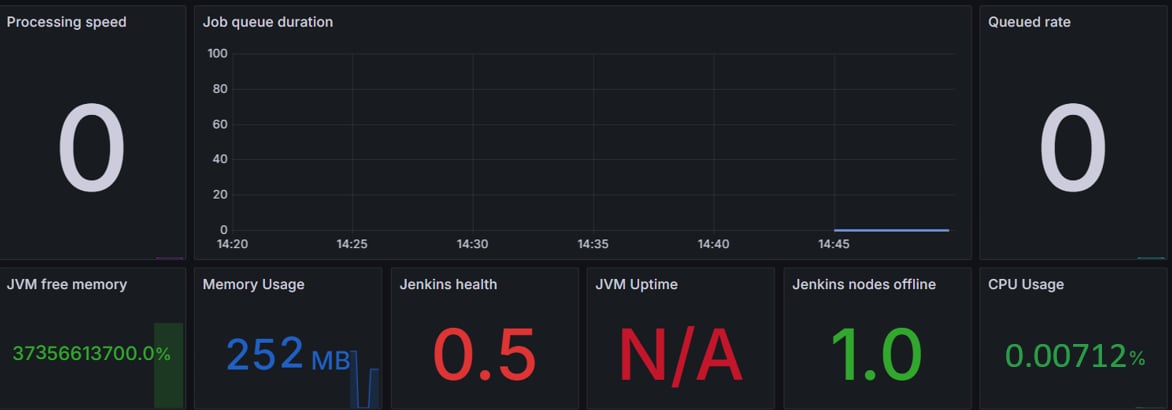 Processing speed
0
Job queue duration
100
80
60
40
20
0
14:20 14:25 14:30 14:35 14:40 14:45
Queued rate
0
JVM free memory
37356613700.0%
Memory Usage
252 MB
Jenkins health
0.5
JVM Uptime
N/A
Jenkins nodes offline
1.0
CPU Usage
0.00712%